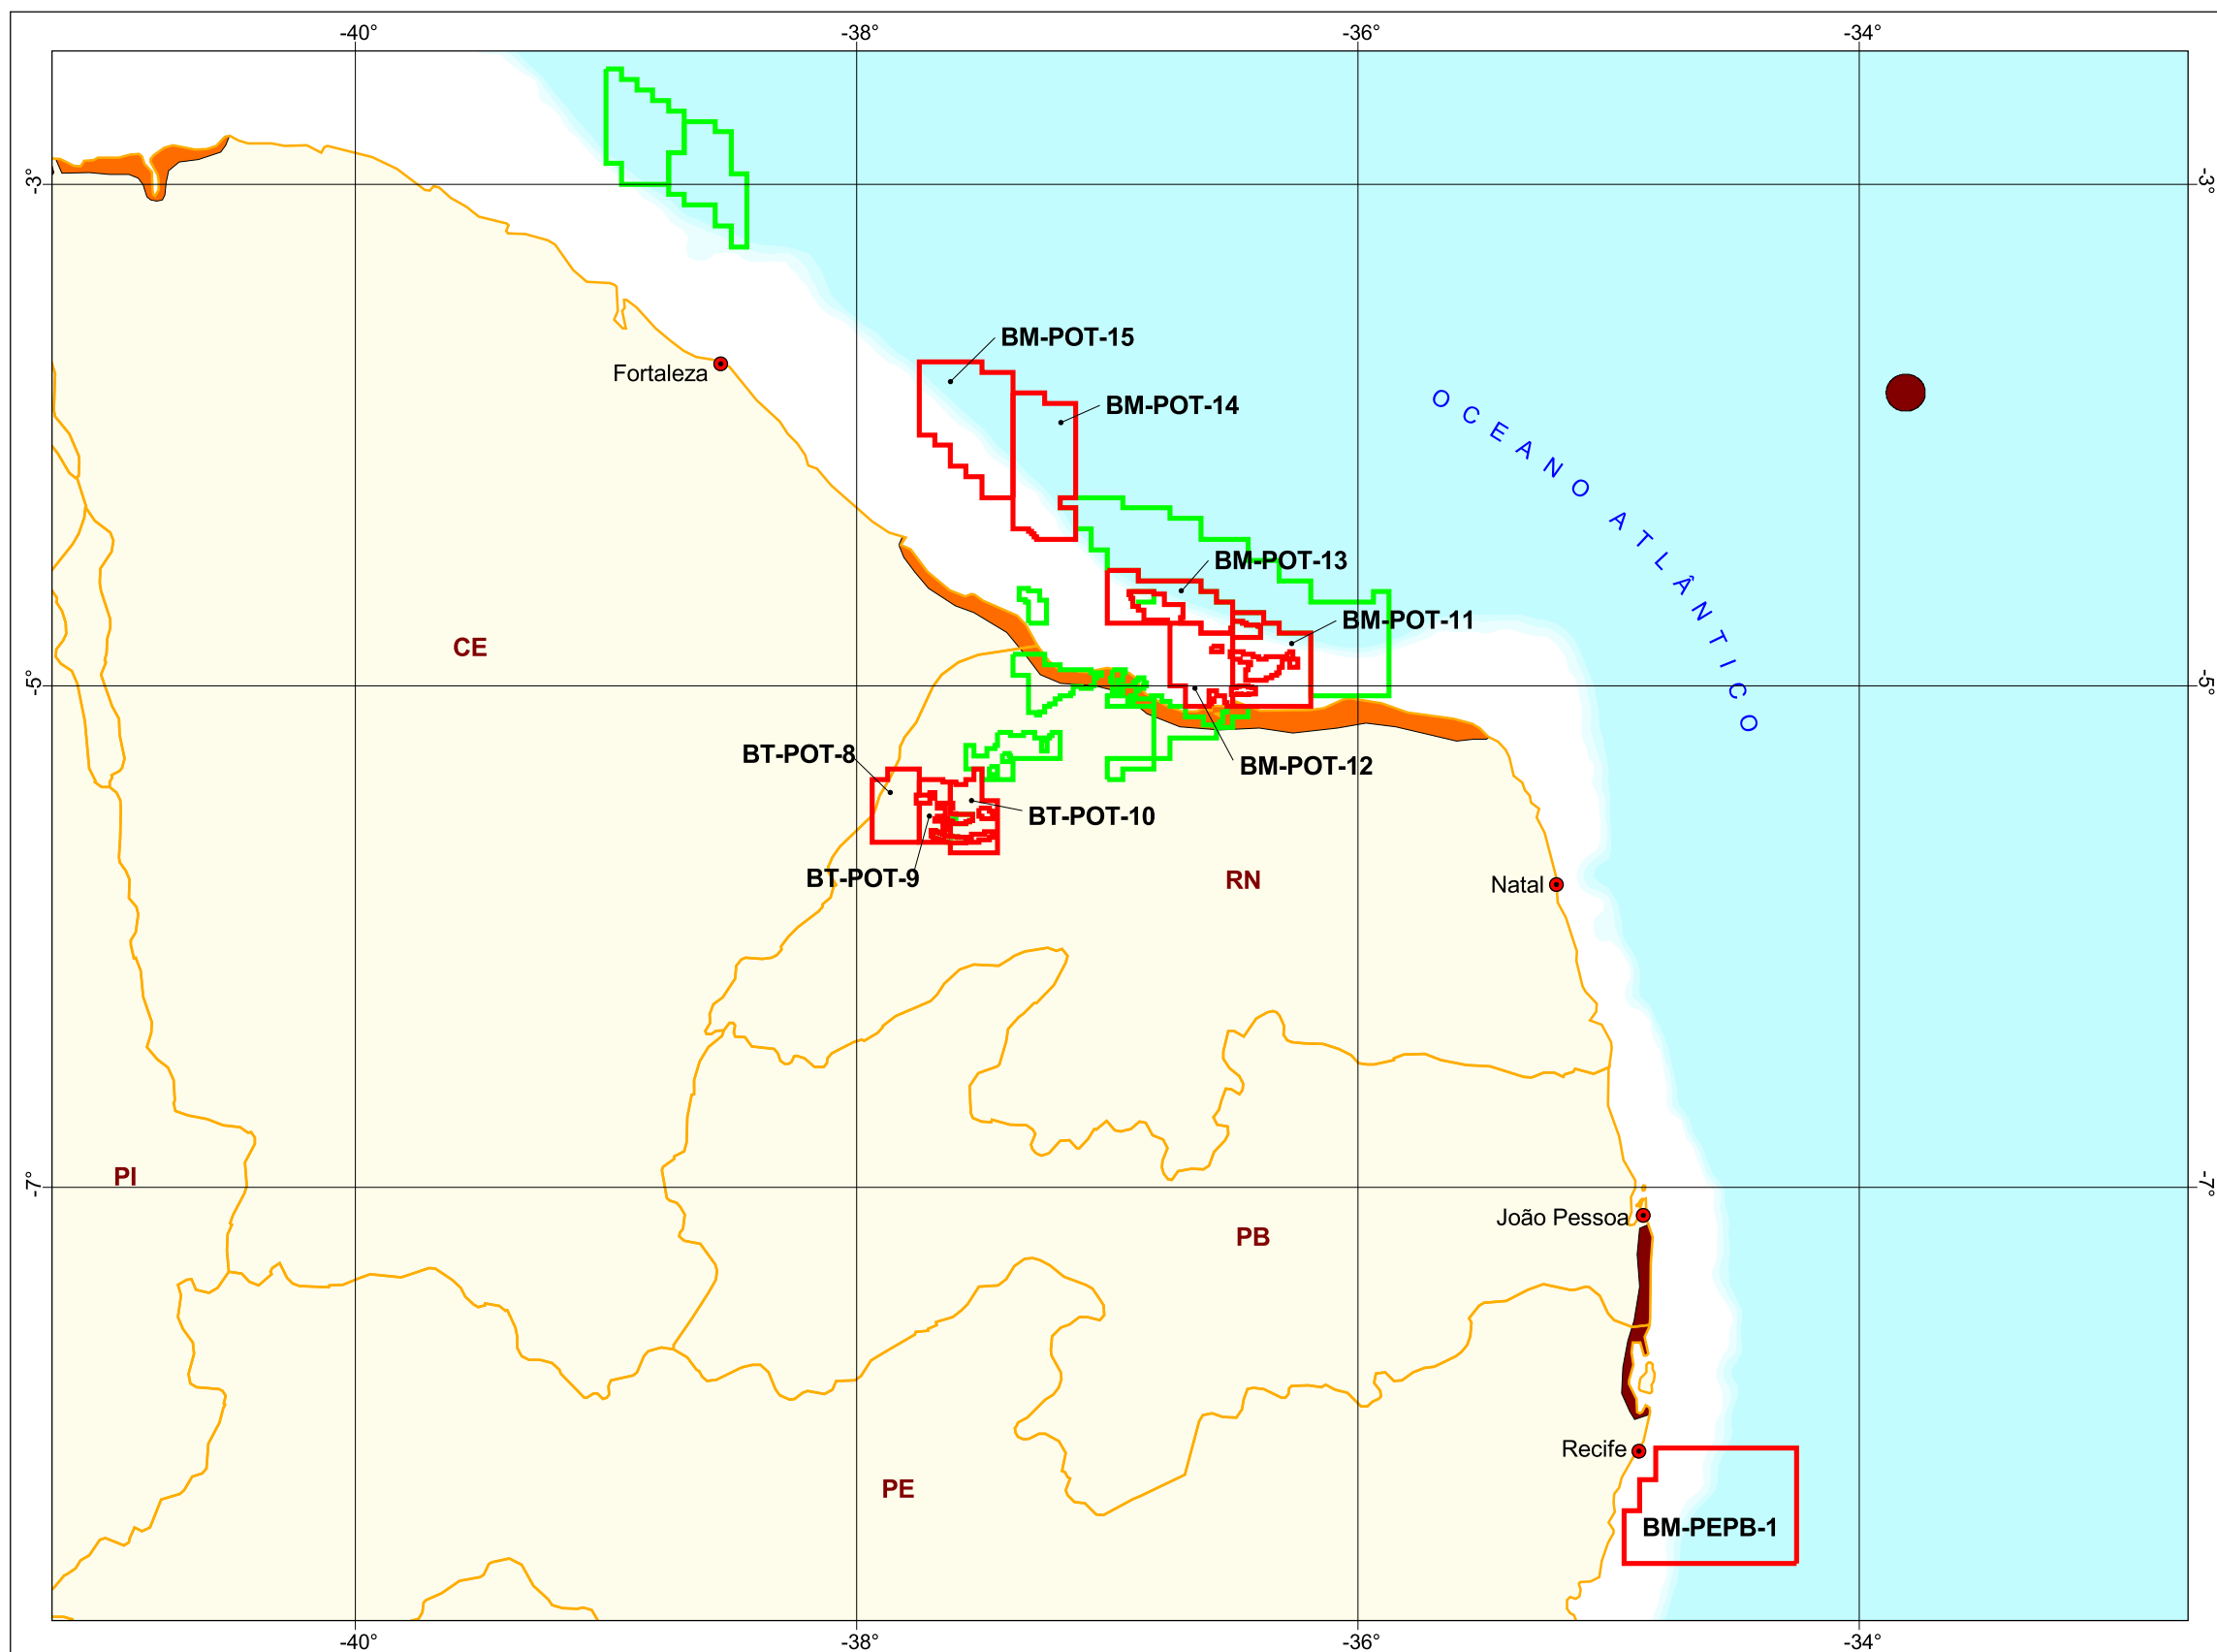 -40°
-38°
-36°
-34°
-3°
-3°
BM-POT-15
Fortaleza
BM-POT-14
OCEANO ATLÂNTICO
BM-POT-13
BM-POT-11
CE
-5°
-5°
BT-POT-8
BM-POT-12
BT-POT-10
BT-POT-9
RN
Natal
PI
-7°
-7°
João Pessoa
PB
Recife
PE
BM-PEPB-1
-40°
-38°
-36°
-34°